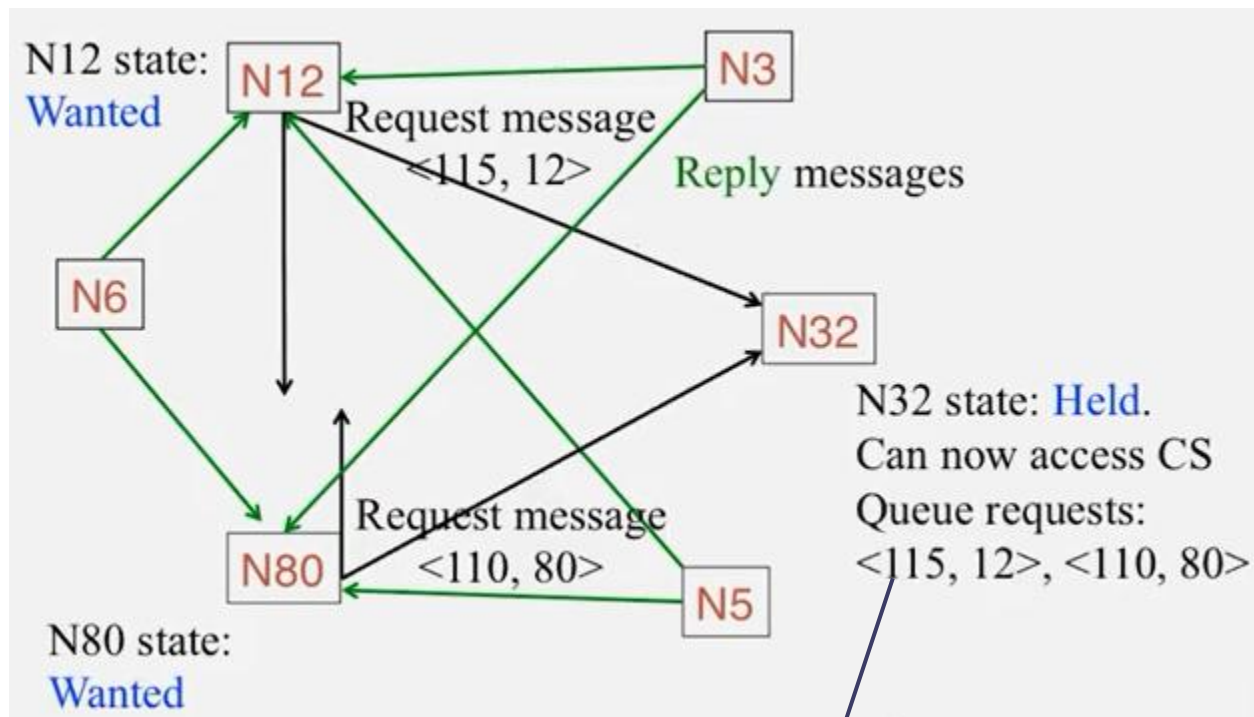 N12 state:
Wanted
N12
N3
Request message
<115, 12>
Reply messages
N6
N32
N32 state: Held.
Can now access CS
Queue requests:
<115, 12>, <110, 80>
Request message
<110, 80>
N80
N5
N80 state:
Wanted